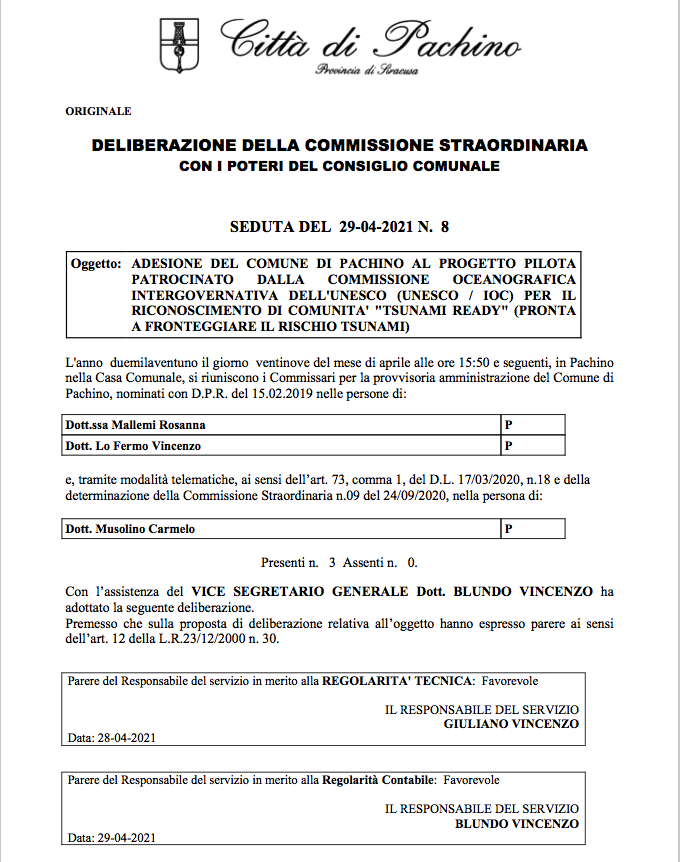 Città di Pachino
Provincia di Siracusa
ORIGINALE
DELIBERAZIONE DELLA COMMISSIONE STRAORDINARIA
CON I POTERI DEL CONSIGLIO COMUNALE
SEDUTA DEL 29-04-2021 N. 8
Oggetto: ADESIONE DEL COMUNE DI PACHINO AL PROGETTO PILOTA
PATROCINATO DALLA COMMISSIONE OCEANOGRAFICA
INTERGOVERNATIVA DELL'UNESCO (UNESCO / IOC) PER IL
RICONOSCIMENTO DI COMUNITA' "TSUNAMI READY" (PRONTA
A FRONTEGGIARE IL RISCHIO TSUNAMI)
L'anno duemilaventuno il giorno ventinove del mese di aprile alle ore 15:50 e seguenti, in Pachino
nella Casa Comunale, si riuniscono i Commissari per la provvisoria amministrazione del Comune di
Pachino, nominati con D.P.R. del 15.02.2019 nelle persone di:
Dott.ssa Mallemi Rosanna P
Dott. Lo Fermo Vincenzo P
e, tramite modalità telematiche, ai sensi dell'art. 73, comma 1, del D.L. 17/03/2020, n.18 e della
determinazione della Commissione Straordinaria n.09 del 24/09/2020, nella persona di:
Dott. Musolino Carmelo P
Presenti n. 3 Assenti n. 0.
Con l'assistenza del VICE SEGRETARIO GENERALE Dott. BLUNDO VINCENZO ha
adottato la seguente deliberazione.
Premesso che sulla proposta di deliberazione relativa all'oggetto hanno espresso parere ai sensi
dell'art. 12 della L.R.23/12/2000 n. 30.
Parere del Responsabile del servizio in merito alla REGOLARITA' TECNICA: Favorevole
IL RESPONSABILE DEL SERVIZIO
GIULIANO VINCENZO
Data: 28-04-2021
Parere del Responsabile del servizio in merito alla Regolarità Contabile: Favorevole
IL RESPONSABILE DEL SERVIZIO
BLUNDO VINCENZO
Data: 29-04-2021